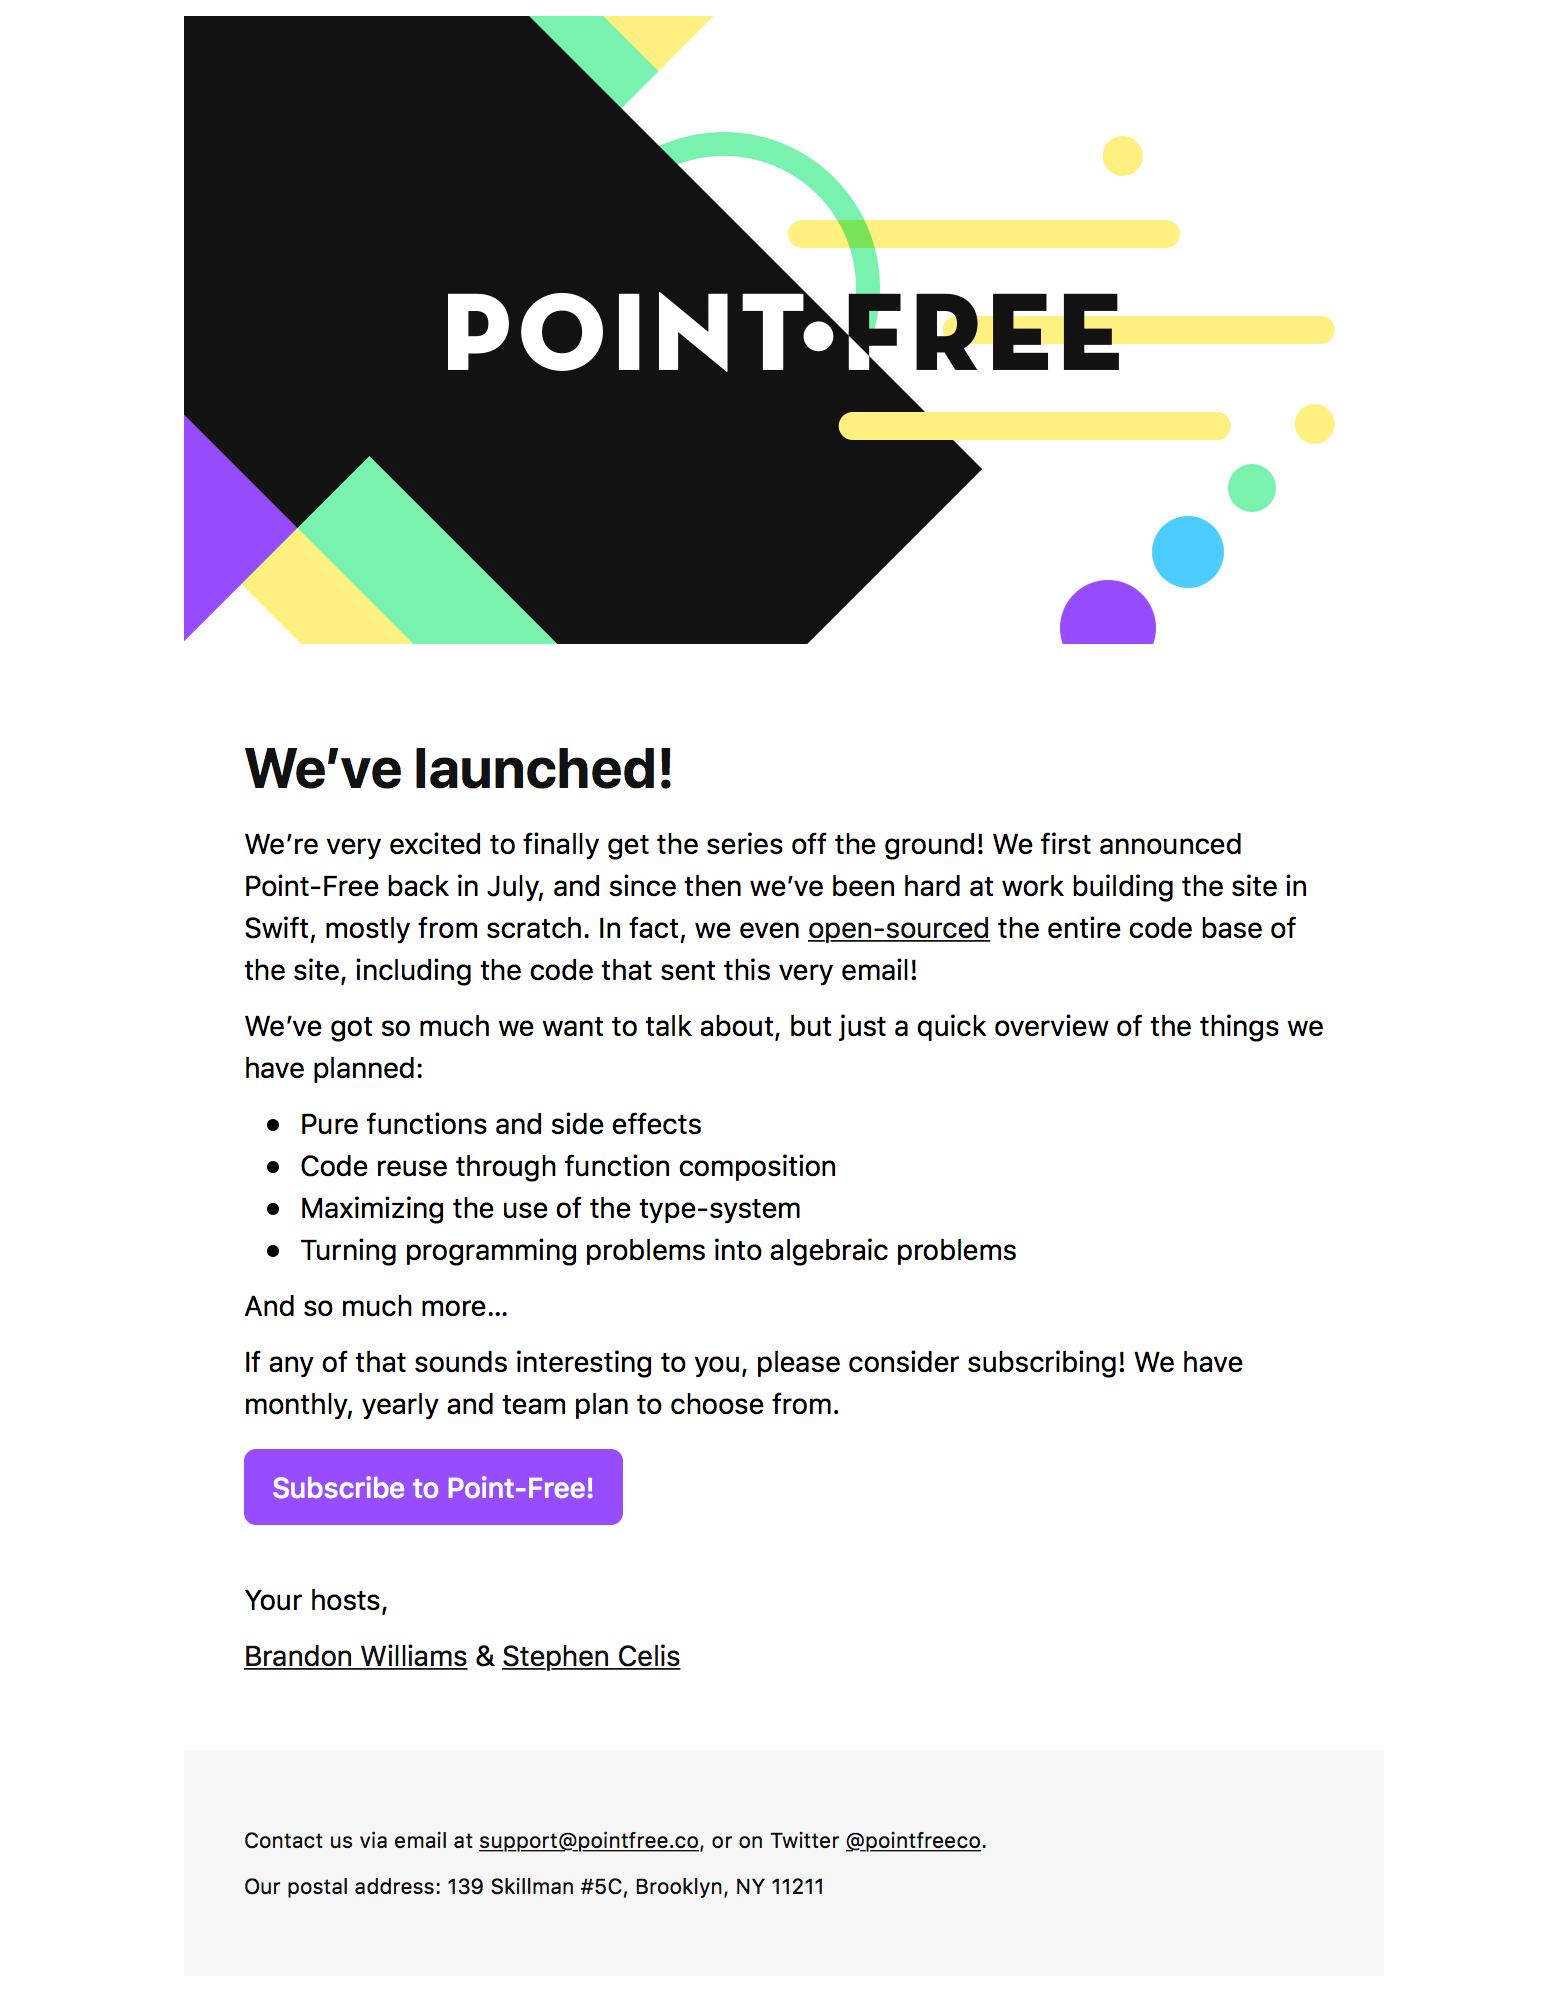 POINT•FREE
We’ve launched!
We’re very excited to finally get the series off the ground! We first announced
Point-Free back in July, and since then we’ve been hard at work building the site in
Swift, mostly from scratch. In fact, we even open-sourced the entire code base of
the site, including the code that sent this very email!
We’ve got so much we want to talk about, but just a quick overview of the things we
have planned:
• Pure functions and side effects
• Code reuse through function composition
• Maximizing the use of the type-system
• Turning programming problems into algebraic problems
And so much more…
If any of that sounds interesting to you, please consider subscribing! We have
monthly, yearly and team plan to choose from.
Subscribe to Point-Free!
Your hosts,
Brandon Williams & Stephen Celis
Contact us via email at support@pointfree.co, or on Twitter @pointfreeco.
Our postal address: 139 Skillman #5C, Brooklyn, NY 11211